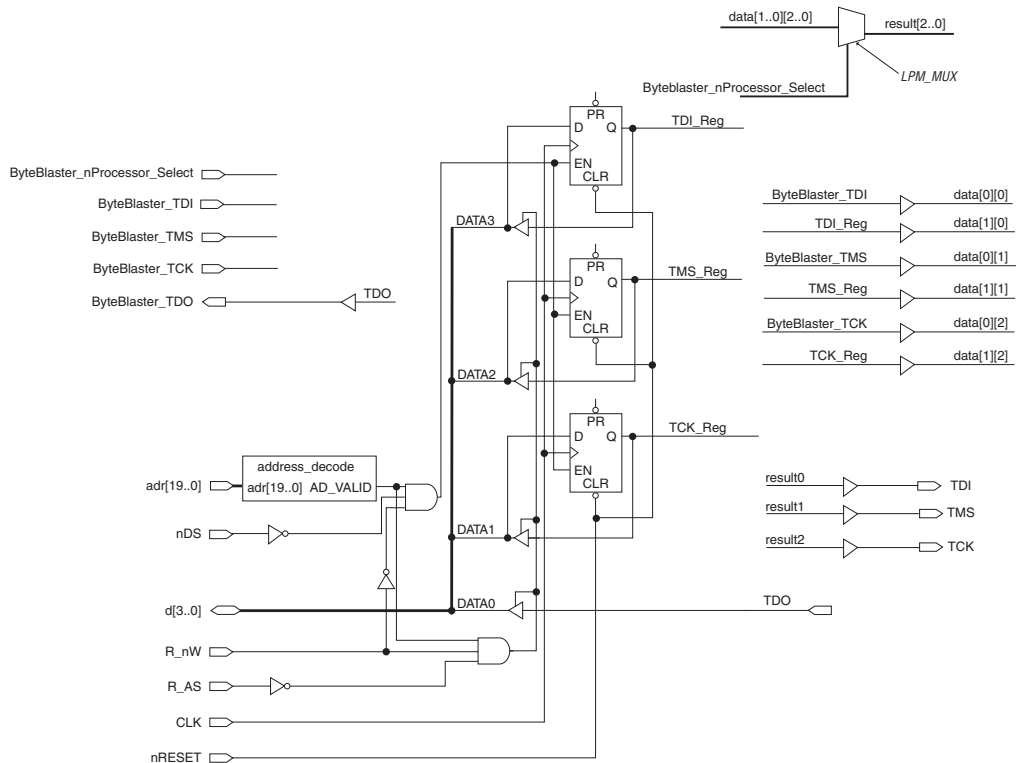 data[1..0][2..0]
result[2..0]
LPM_MUX
Byteblaster_nProcessor_Select
PR
D
Q
TDI_Reg
EN
CLR
ByteBlaster_nProcessor_Select
ByteBlaster_TDI
ByteBlaster_TMS
ByteBlaster_TCK
ByteBlaster_TDO
TDO
DATA3
PR
D
Q
TMS_Reg
EN
CLR
DATA2
ByteBlaster_TDI
data[0][0]
TDI_Reg
data[1][0]
ByteBlaster_TMS
data[0][1]
TMS_Reg
data[1][1]
ByteBlaster_TCK
data[0][2]
TCK_Reg
data[1][2]
PR
D
Q
TCK_Reg
EN
CLR
address_decode
adr[19..0]
adr[19..0] AD_VALID
nDS
DATA1
result0
TDI
result1
TMS
result2
TCK
d[3..0]
DATA0
TDO
R_nW
R_AS
CLK
nRESET